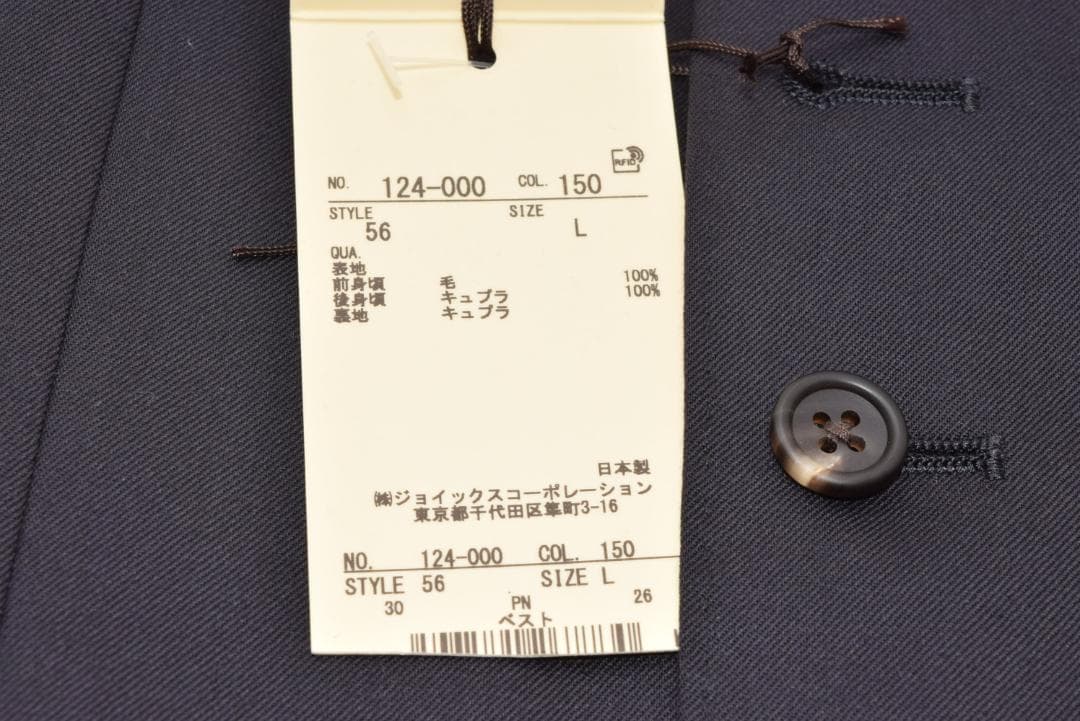 RFID
NO. 124-000 COL. 150
STYLE 56 SIZE L
QUA.
表地
前身頃 毛 100%
後身頃 キュプラ 100%
裏地 キュプラ
日本製
㈱ジョイックスコーポレーション
東京都千代田区隼町3-16
NO. 124-000 COL. 150
STYLE 56 SIZE L
30 PN 26
ベスト